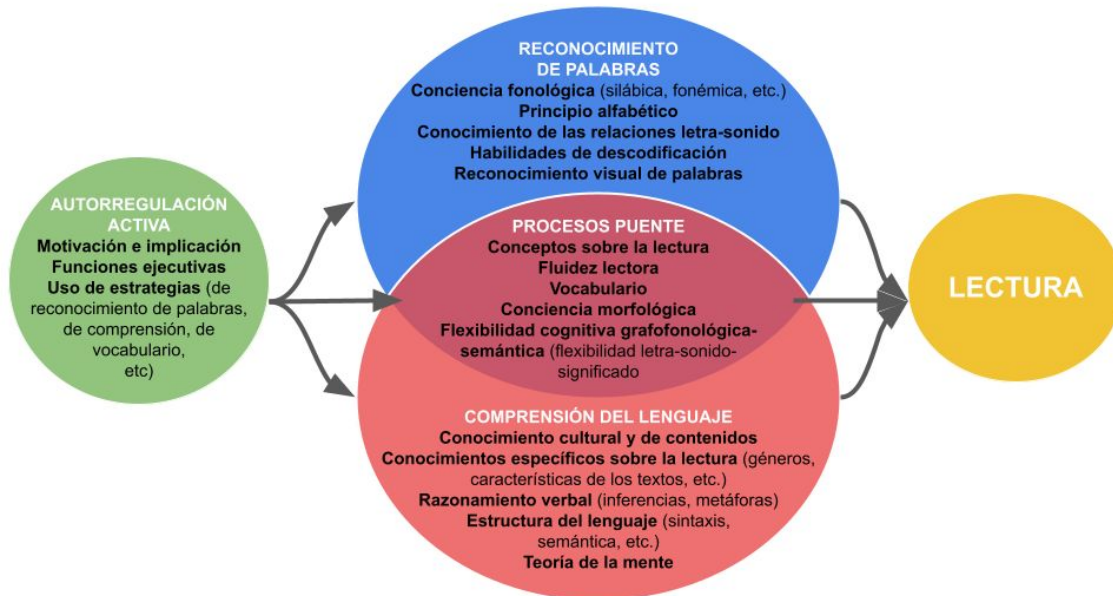 AUTORREGULACIÓN
ACTIVA
Motivación e implicación
Funciones ejecutivas
Uso de estrategias (de
reconocimiento de palabras,
de comprensión, de
vocabulario,
etc)
RECONOCIMIENTO
DE PALABRAS
Conciencia fonológica (silábica, fonémica, etc.)
Principio alfabético
Conocimiento de las relaciones letra-sonido
Habilidades de descodificación
Reconocimiento visual de palabras
PROCESOS PUENTE
Conceptos sobre la lectura
Fluidez lectora
Vocabulario
Conciencia morfológica
Flexibilidad cognitiva grafofonológica-
semántica (flexibilidad letra-sonido-
significado
COMPRENSIÓN DEL LENGUAJE
Conocimiento cultural y de contenidos
Conocimientos específicos sobre la lectura (géneros,
características de los textos, etc.)
Razonamiento verbal (inferencias, metáforas)
Estructura del lenguaje (sintaxis,
semántica, etc.)
Teoría de la mente
LECTURA